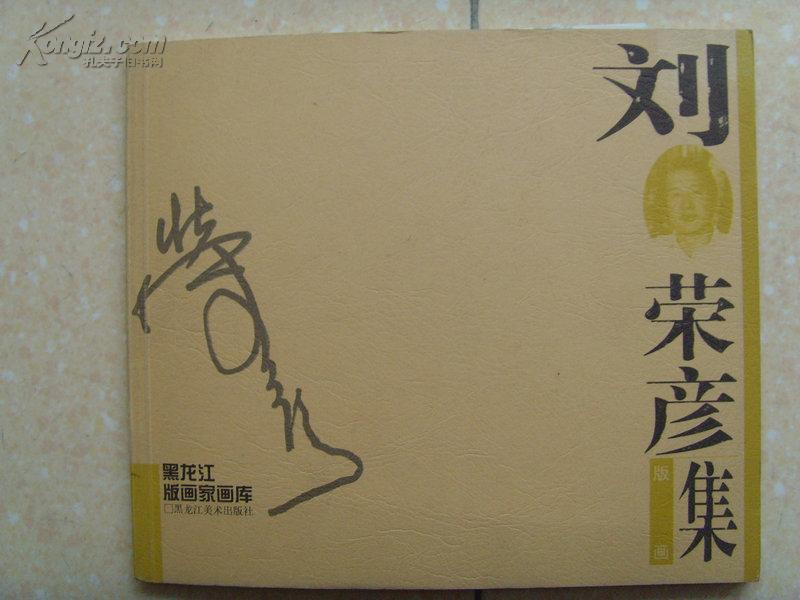 Kongfz.com
孔夫子旧书网
刘
荣
彦
版画
集
黑龙江
版画家画库
□黑龙江美术出版社